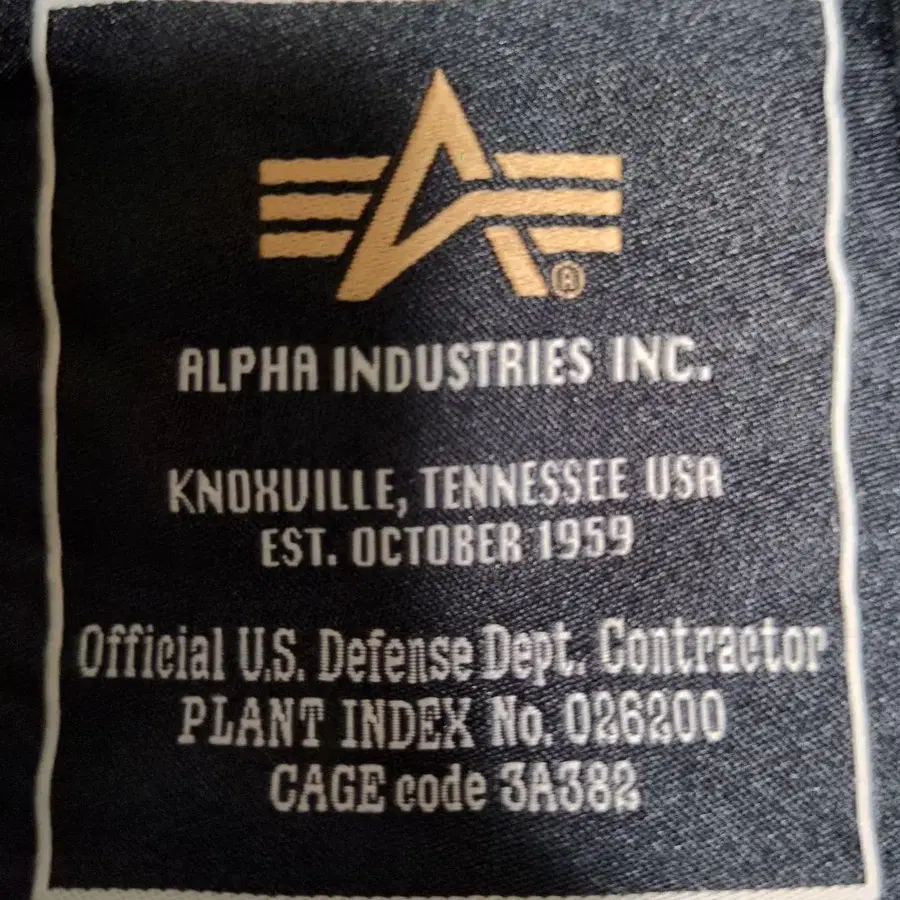 ALPHA INDUSTRIES INC.
KNOXVILLE, TENNESSEE USA
EST. OCTOBER 1959
Official U.S. Defense Dept. Contractor
PLANT INDEX No. 026200
CAGE code 3A382